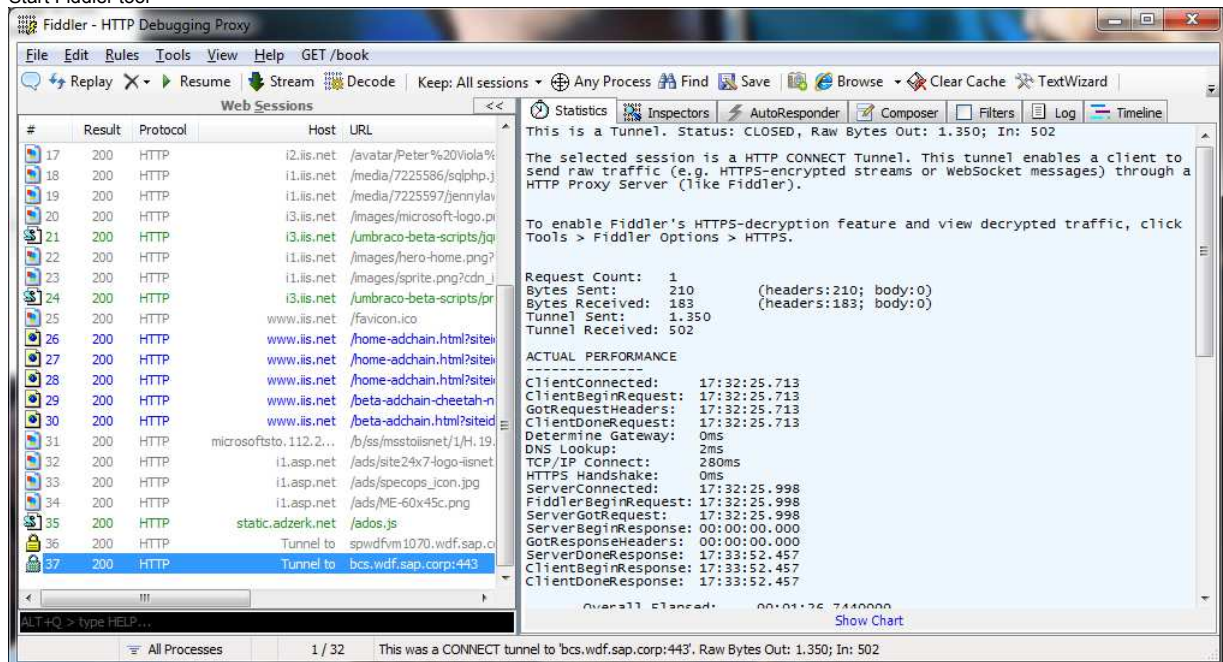 Start Fiddler tool
Fiddler - HTTP Debugging Proxy
File Edit Rules Tools View Help GET /book
Replay Resume Stream Decode Keep: All sessions Any Process Find Save Browse Clear Cache TextWizard
Web Sessions <<
# Result Protocol Host URL
17 200 HTTP i2.iis.net /avatar/Peter%20Viola%
18 200 HTTP i1.iis.net /media/7225586/sqlphp.j
19 200 HTTP i1.iis.net /media/7225597/jennylaw
20 200 HTTP i3.iis.net /images/microsoft-logo.p
21 200 HTTP i3.iis.net /umbraco-beta-scripts/jq
22 200 HTTP i1.iis.net /images/hero-home.png?
23 200 HTTP i1.iis.net /images/sprite.png?cdn_i
24 200 HTTP i3.iis.net /umbraco-beta-scripts/pr
25 200 HTTP www.iis.net /favicon.ico
26 200 HTTP www.iis.net /home-adchain.html?sitei
27 200 HTTP www.iis.net /home-adchain.html?sitei
28 200 HTTP www.iis.net /home-adchain.html?sitei
29 200 HTTP www.iis.net /beta-adchain-cheetah-n
30 200 HTTP www.iis.net /beta-adchain.html?siteid
31 200 HTTP microsoftsto.112.2... /b/ss/msstoiisnet/1/H.19.
32 200 HTTP i1.asp.net /ads/site24x7-logo-iisnet
33 200 HTTP i1.asp.net /ads/specops_icon.jpg
34 200 HTTP i1.asp.net /ads/ME-60x45c.png
35 200 HTTP static.adzerk.net /ados.js
36 200 HTTP Tunnel to spwdfvm1070.wdf.sap.c
37 200 HTTP Tunnel to bcs.wdf.sap.corp:443
ALT+Q > type HELP...
Statistics Inspectors AutoResponder Composer Filters Log Timeline
This is a Tunnel. Status: CLOSED, Raw Bytes Out: 1.350; In: 502
The selected session is a HTTP CONNECT Tunnel. This tunnel enables a client to
send raw traffic (e.g. HTTPS-encrypted streams or WebSocket messages) through a
HTTP Proxy Server (like Fiddler).
To enable Fiddler's HTTPS-decryption feature and view decrypted traffic, click
Tools > Fiddler Options > HTTPS.
Request Count: 1
Bytes Sent: 210 (headers:210; body:0)
Bytes Received: 183 (headers:183; body:0)
Tunnel Sent: 1.350
Tunnel Received: 502
ACTUAL PERFORMANCE
--------------
ClientConnected: 17:32:25.713
ClientBeginRequest: 17:32:25.713
GotRequestHeaders: 17:32:25.713
ClientDoneRequest: 17:32:25.713
Determine Gateway: 0ms
DNS Lookup: 2ms
TCP/IP Connect: 280ms
HTTPS Handshake: 0ms
ServerConnected: 17:32:25.998
FiddlerBeginRequest: 17:32:25.998
ServerGotRequest: 17:32:25.998
ServerBeginResponse: 00:00:00.000
GotResponseHeaders: 00:00:00.000
ServerDoneResponse: 17:33:52.457
ClientBeginResponse: 17:33:52.457
ClientDoneResponse: 17:33:52.457
Overall Elapsed: 00:01:26.7440000
Show Chart
All Processes 1 / 32 This was a CONNECT tunnel to 'bcs.wdf.sap.corp:443'. Raw Bytes Out: 1.350; In: 502